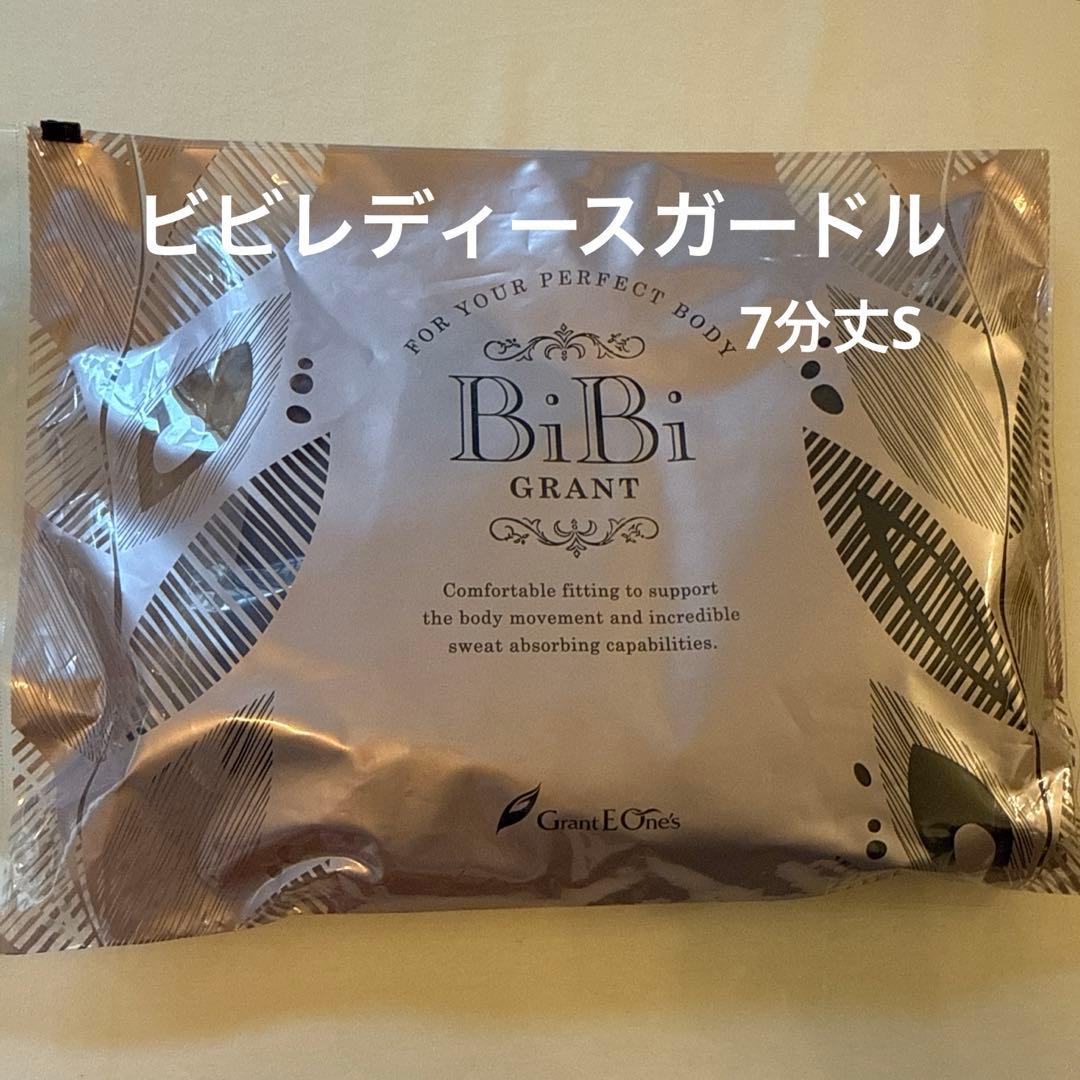 ビビレディースガードル
FOR YOUR PERFECT BODY
7分丈S
BiBi
GRANT
Comfortable fitting to support
the body movement and incredible
sweat absorbing capabilities.
Grant E One's